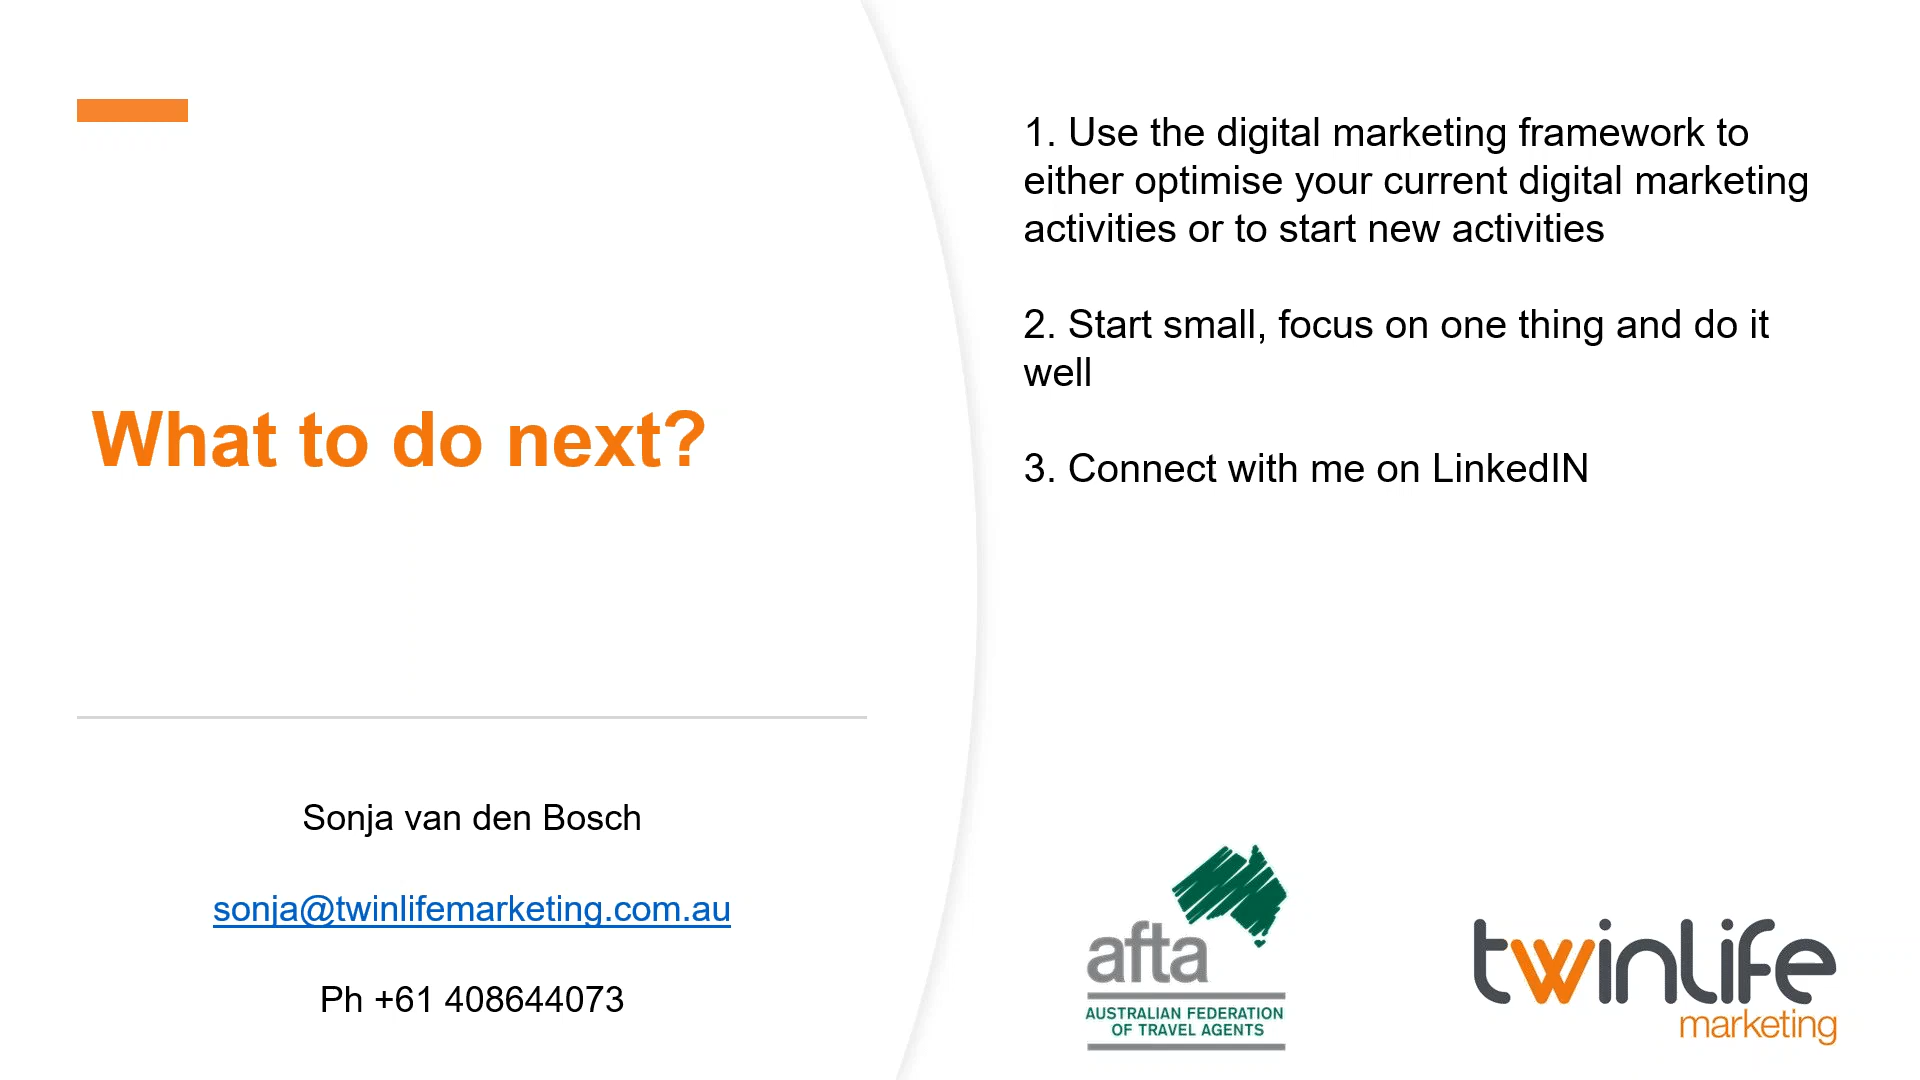 What to do next?
Sonja van den Bosch
sonja@twinlifemarketing.com.au
Ph +61 408644073
1. Use the digital marketing framework to
either optimise your current digital marketing
activities or to start new activities
2. Start small, focus on one thing and do it
well
3. Connect with me on LinkedIN
afta
AUSTRALIAN FEDERATION
OF TRAVEL AGENTS
twinlife
marketing